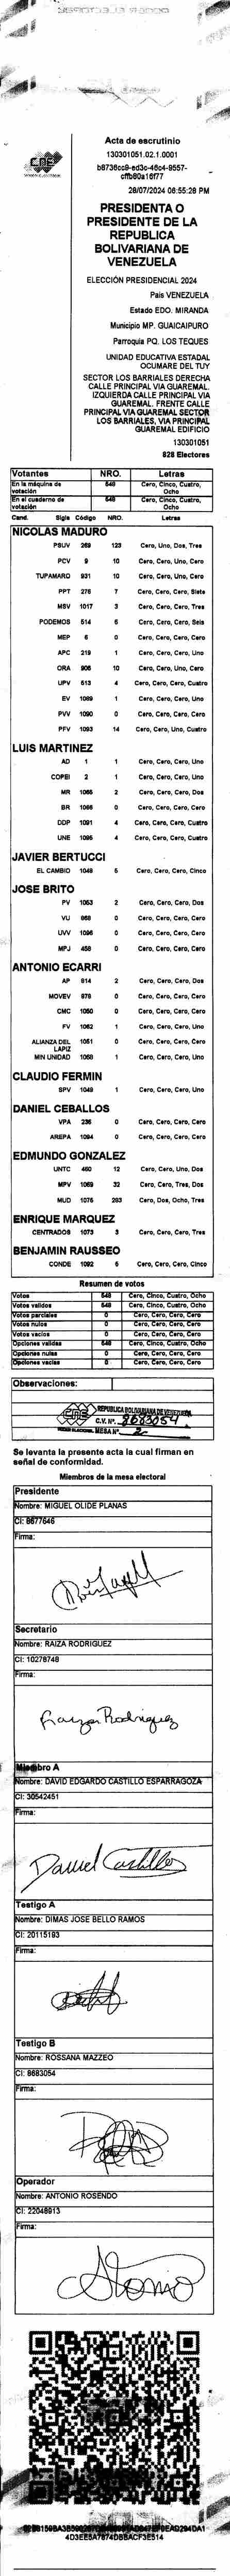 CNE
Acta de escrutinio
130301051.02.1.0001
b8736cc9-ed3c-46c4-9557-
cffb80a16f77
28/07/2024 06:55:28 PM
PRESIDENTA O
PRESIDENTE DE LA
REPUBLICA
BOLIVARIANA DE
VENEZUELA
ELECCIÓN PRESIDENCIAL 2024
Pais VENEZUELA
Estado EDO. MIRANDA
Municipio MP. GUAICAIPURO
Parroquia PQ. LOS TEQUES
UNIDAD EDUCATIVA ESTADAL
OCUMARE DEL TUY
SECTOR LOS BARRIALES DERECHA
CALLE PRINCIPAL VIA GUAREMAL.
IZQUIERDA CALLE PRINCIPAL VIA
GUAREMAL. FRENTE CALLE
PRINCIPAL VIA GUAREMAL SECTOR
LOS BARRIALES, VIA PRINCIPAL
GUAREMAL EDIFICIO
130301051
828 Electores
Votantes NRO. Letras
En la máquina de votación 548 Cero, Cinco, Cuatro, Ocho
En el cuaderno de votación 548 Cero, Cinco, Cuatro, Ocho
Cand. Sigla Código NRO. Letras
NICOLAS MADURO
PSUV 269 123 Cero, Uno, Dos, Tres
PCV 9 10 Cero, Cero, Uno, Cero
TUPAMARO 931 10 Cero, Cero, Uno, Cero
PPT 276 7 Cero, Cero, Cero, Siete
MSV 1017 3 Cero, Cero, Cero, Tres
PODEMOS 514 6 Cero, Cero, Cero, Seis
MEP 6 0 Cero, Cero, Cero, Cero
APC 219 1 Cero, Cero, Cero, Uno
ORA 906 10 Cero, Cero, Uno, Cero
UPV 513 4 Cero, Cero, Cero, Cuatro
EV 1089 1 Cero, Cero, Cero, Uno
PVV 1090 0 Cero, Cero, Cero, Cero
PFV 1093 14 Cero, Cero, Uno, Cuatro
LUIS MARTINEZ
AD 1 1 Cero, Cero, Cero, Uno
COPEI 2 1 Cero, Cero, Cero, Uno
MR 1065 2 Cero, Cero, Cero, Dos
BR 1066 0 Cero, Cero, Cero, Cero
DDP 1091 4 Cero, Cero, Cero, Cuatro
UNE 1095 4 Cero, Cero, Cero, Cuatro
JAVIER BERTUCCI
EL CAMBIO 1048 5 Cero, Cero, Cero, Cinco
JOSE BRITO
PV 1053 2 Cero, Cero, Cero, Dos
VU 968 0 Cero, Cero, Cero, Cero
UVV 1096 0 Cero, Cero, Cero, Cero
MPJ 458 0 Cero, Cero, Cero, Cero
ANTONIO ECARRI
AP 914 2 Cero, Cero, Cero, Dos
MOVEV 979 0 Cero, Cero, Cero, Cero
CMC 1050 0 Cero, Cero, Cero, Cero
FV 1062 1 Cero, Cero, Cero, Uno
ALIANZA DEL LAPIZ 1051 0 Cero, Cero, Cero, Cero
MIN UNIDAD 1068 1 Cero, Cero, Cero, Uno
CLAUDIO FERMIN
SPV 1049 1 Cero, Cero, Cero, Uno
DANIEL CEBALLOS
VPA 236 0 Cero, Cero, Cero, Cero
AREPA 1094 0 Cero, Cero, Cero, Cero
EDMUNDO GONZALEZ
UNTC 460 12 Cero, Cero, Uno, Dos
MPV 1069 32 Cero, Cero, Tres, Dos
MUD 1075 283 Cero, Dos, Ocho, Tres
ENRIQUE MARQUEZ
CENTRADOS 1073 3 Cero, Cero, Cero, Tres
BENJAMIN RAUSSEO
CONDE 1092 5 Cero, Cero, Cero, Cinco
Resumen de votos
Votos 548 Cero, Cinco, Cuatro, Ocho
Votos validos 548 Cero, Cinco, Cuatro, Ocho
Votos parciales 0 Cero, Cero, Cero, Cero
Votos nulos 0 Cero, Cero, Cero, Cero
Votos vacios 0 Cero, Cero, Cero, Cero
Opciones validas 548 Cero, Cinco, Cuatro, Ocho
Opciones nulas 0 Cero, Cero, Cero, Cero
Opciones vacias 0 Cero, Cero, Cero, Cero
Observaciones:
CNE REPUBLICA BOLIVARIANA DE VENEZUELA
C.V. Nº. 8683054
PODER ELECTORAL MESA Nº 2
Se levanta la presente acta la cual firman en
señal de conformidad.
Miembros de la mesa electoral
Presidente
Nombre: MIGUEL OLIDE PLANAS
CI: 8677646
Firma:
Secretario
Nombre: RAIZA RODRIGUEZ
CI: 10278748
Firma:
Raiza Rodriguez
Miembro A
Nombre: DAVID EDGARDO CASTILLO ESPARRAGOZA
CI: 30542451
Firma:
Daniel Castillo
Testigo A
Nombre: DIMAS JOSE BELLO RAMOS
CI: 20115193
Firma:
Testigo B
Nombre: ROSSANA MAZZEO
CI: 8683054
Firma:
Operador
Nombre: ANTONIO ROSENDO
CI: 22046913
Firma:
Antonio
4D3EE5A7874DBBACF3E514